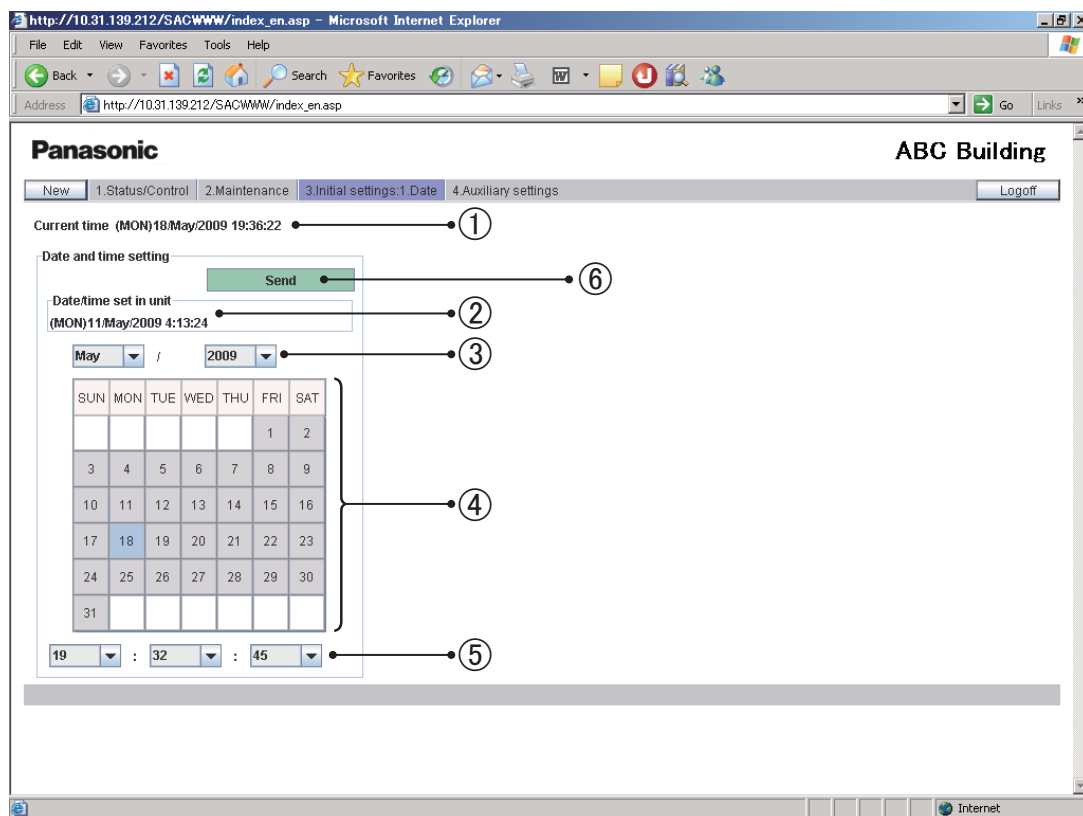 http://10.31.139.212/SACWWW/index_en.asp - Microsoft Internet Explorer
File Edit View Favorites Tools Help
Back Search Favorites
Address http://10.31.139.212/SACWWW/index_en.asp Go Links »
Panasonic ABC Building
New 1.Status/Control 2.Maintenance 3.Initial settings:1.Date 4.Auxiliary settings Logoff
Current time (MON)18/May/2009 19:36:22 ①
Date and time setting
Send ⑥
Date/time set in unit
(MON)11/May/2009 4:13:24 ②
May / 2009 ③
SUN MON TUE WED THU FRI SAT
1 2
3 4 5 6 7 8 9
10 11 12 13 14 15 16 ④
17 18 19 20 21 22 23
24 25 26 27 28 29 30
31
19 : 32 : 45 ⑤
Internet